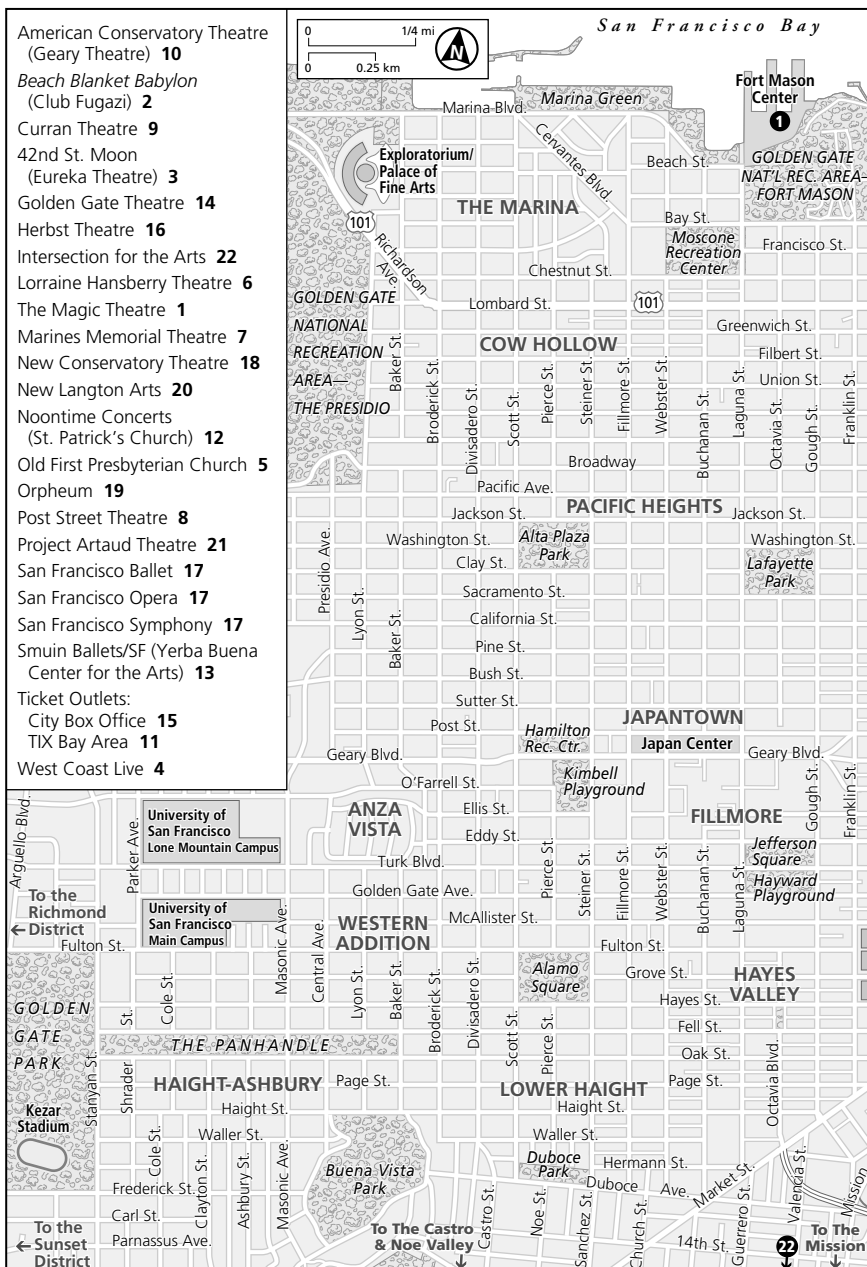 American Conservatory Theatre
(Geary Theatre) 10
Beach Blanket Babylon
(Club Fugazi) 2
Curran Theatre 9
42nd St. Moon
(Eureka Theatre) 3
Golden Gate Theatre 14
Herbst Theatre 16
Intersection for the Arts 22
Lorraine Hansberry Theatre 6
The Magic Theatre 1
Marines Memorial Theatre 7
New Conservatory Theatre 18
New Langton Arts 20
Noontime Concerts
(St. Patrick's Church) 12
Old First Presbyterian Church 5
Orpheum 19
Post Street Theatre 8
Project Artaud Theatre 21
San Francisco Ballet 17
San Francisco Opera 17
San Francisco Symphony 17
Smuin Ballets/SF (Yerba Buena
Center for the Arts) 13
Ticket Outlets:
City Box Office 15
TIX Bay Area 11
West Coast Live 4
0 1/4 mi
0 0.25 km
N
San Francisco Bay
Fort Mason
Center
1
Marina Green
Marina Blvd.
Cervantes Blvd.
Beach St.
GOLDEN GATE
NAT'L REC. AREA–
FORT MASON
Exploratorium/
Palace of
Fine Arts
THE MARINA
101
Richardson
Ave.
Bay St.
Moscone
Recreation
Center
Francisco St.
Chestnut St.
GOLDEN GATE
NATIONAL
RECREATION
AREA—
THE PRESIDIO
Lombard St.
101
Greenwich St.
COW HOLLOW
Filbert St.
Union St.
Baker St.
Broderick St.
Divisadero St.
Scott St.
Pierce St.
Steiner St.
Fillmore St.
Webster St.
Buchanan St.
Laguna St.
Octavia St.
Gough St.
Franklin St.
Broadway
Pacific Ave.
PACIFIC HEIGHTS
Jackson St.
Jackson St.
Washington St.
Alta Plaza
Park
Washington St.
Clay St.
Lafayette
Park
Presidio Ave.
Lyon St.
Baker St.
Sacramento St.
California St.
Pine St.
Bush St.
Sutter St.
JAPANTOWN
Post St.
Hamilton
Rec. Ctr.
Japan Center
Geary Blvd.
Geary Blvd.
Kimbell
Playground
O'Farrell St.
Gough St.
Franklin St.
Arguello Blvd.
Parker Ave.
University of
San Francisco
Lone Mountain Campus
ANZA
VISTA
Ellis St.
Eddy St.
FILLMORE
Jefferson
Square
Turk Blvd.
Hayward
Playground
Golden Gate Ave.
Pierce St.
Steiner St.
Fillmore St.
Webster St.
Buchanan St.
Laguna St.
To the
Richmond
District
University of
San Francisco
Main Campus
Masonic Ave.
Central Ave.
WESTERN
ADDITION
McAllister St.
Fulton St.
Fulton St.
Alamo
Square
Grove St.
HAYES
VALLEY
Hayes St.
Fell St.
Oak St.
Cole St.
Lyon St.
Baker St.
Broderick St.
Divisadero St.
Scott St.
Pierce St.
GOLDEN
GATE
PARK
THE PANHANDLE
Stanyan St.
Shrader
St.
HAIGHT-ASHBURY
Page St.
LOWER HAIGHT
Page St.
Octavia Blvd.
Kezar
Stadium
Haight St.
Haight St.
Waller St.
Waller St.
Cole St.
Clayton St.
Ashbury St.
Masonic Ave.
Buena Vista
Park
Duboce
Park
Hermann St.
Duboce Ave.
Market St.
Valencia St.
Mission
Frederick St.
Carl St.
Parnassus Ave.
To the
Sunset
District
To The Castro
& Noe Valley
Castro St.
Noe St.
Sanchez St.
Church St.
14th St.
Guerrero St.
22
To The
Mission